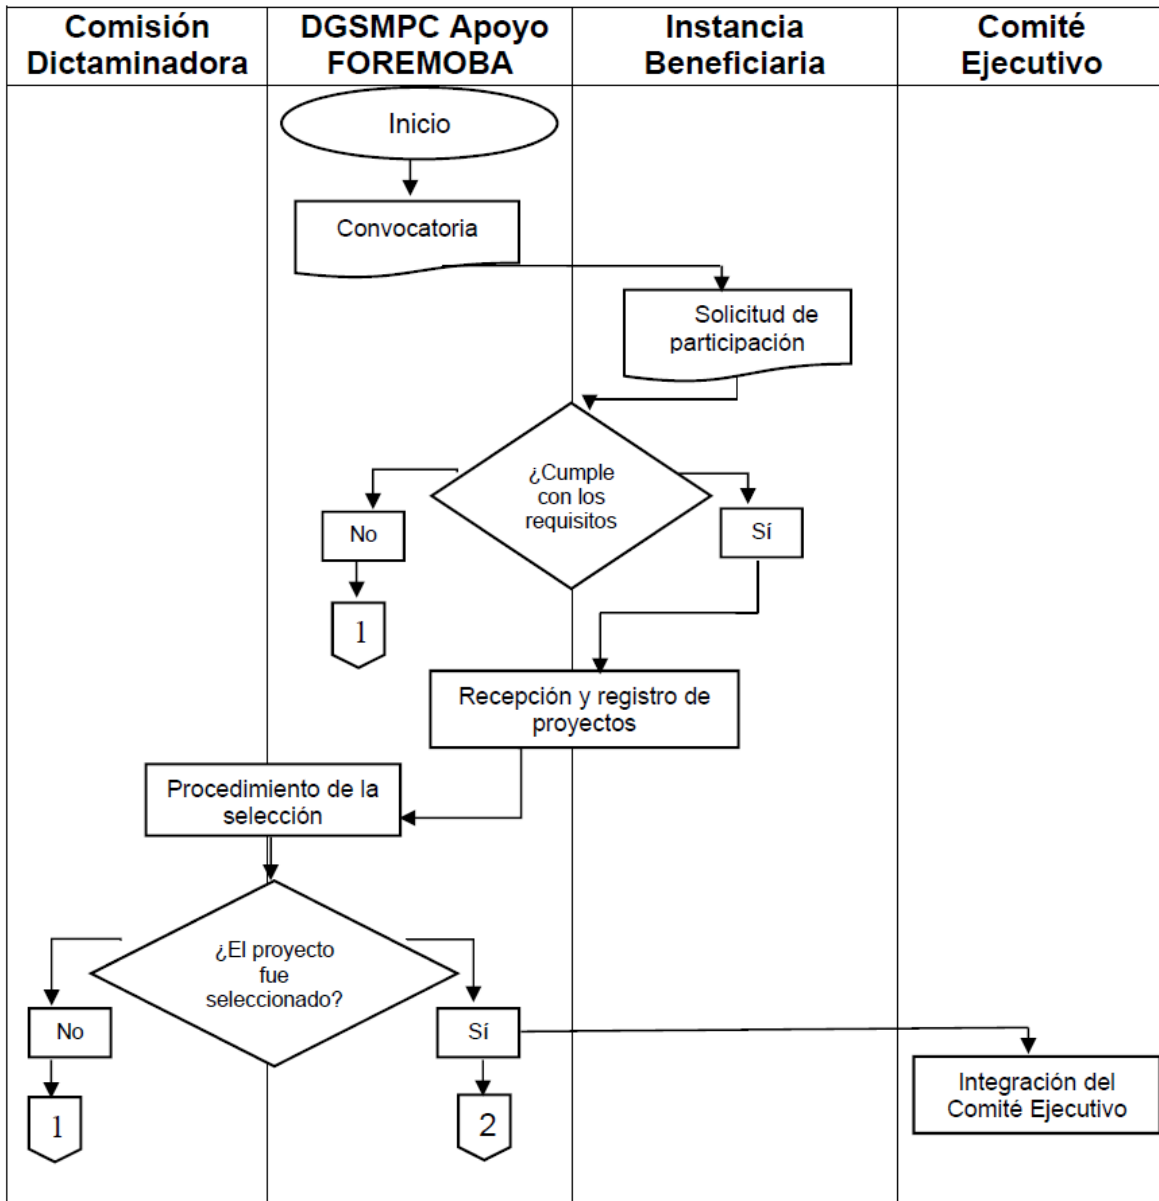 Comisión
Dictaminadora
DGSMPC Apoyo
FOREMOBA
Instancia
Beneficiaria
Comité
Ejecutivo
Inicio
Convocatoria
Solicitud de
participación
¿Cumple
con los
requisitos
No
Sí
1
Recepción y registro de
proyectos
Procedimiento de la
selección
¿El proyecto
fue
seleccionado?
No
Sí
1
2
Integración del
Comité Ejecutivo